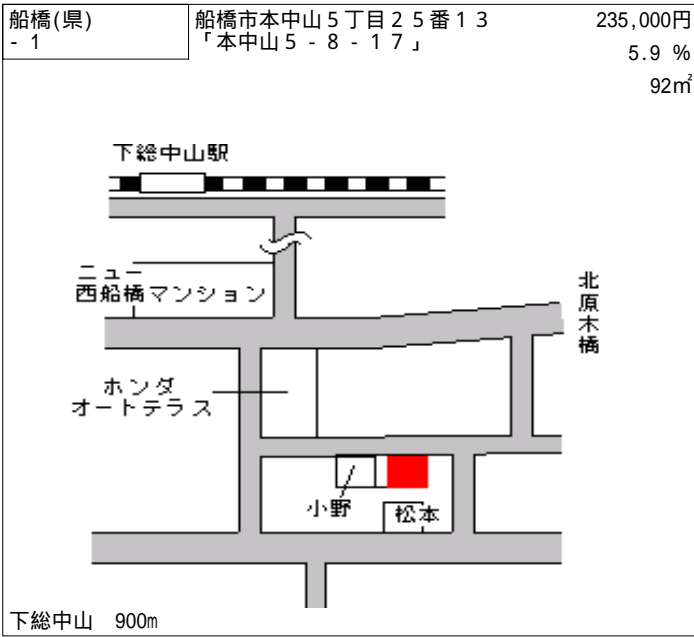 船橋(県)
- 1
船橋市本中山５丁目２５番１３
「本中山５‐８‐１７」
235,000円
5.9 %
92㎡
下総中山駅
ニュー
西船橋マンション
北原木橋
ホンダ
オートテラス
小野
松本
下総中山　900m